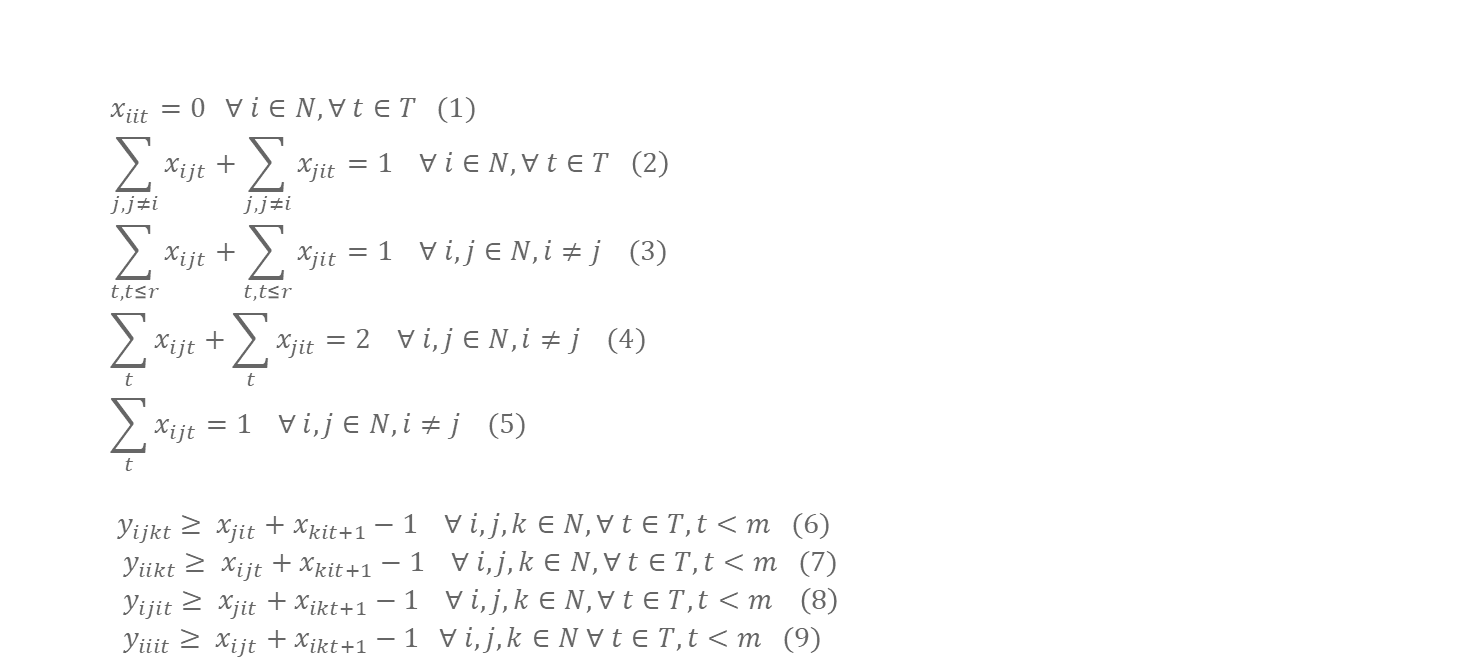 x_{iit} = 0 ∀ i ∈ N, ∀ t ∈ T (1)
∑_{j,j≠i} x_{ijt} + ∑_{j,j≠i} x_{jit} = 1 ∀ i ∈ N, ∀ t ∈ T (2)
∑_{t,t≤r} x_{ijt} + ∑_{t,t≤r} x_{jit} = 1 ∀ i, j ∈ N, i ≠ j (3)
∑_{t} x_{ijt} + ∑_{t} x_{jit} = 2 ∀ i, j ∈ N, i ≠ j (4)
∑_{t} x_{ijt} = 1 ∀ i, j ∈ N, i ≠ j (5)
y_{ijkt} ≥ x_{jit} + x_{kit+1} − 1 ∀ i, j, k ∈ N, ∀ t ∈ T, t < m (6)
y_{iikt} ≥ x_{ijt} + x_{kit+1} − 1 ∀ i, j, k ∈ N, ∀ t ∈ T, t < m (7)
y_{ijit} ≥ x_{jit} + x_{ikt+1} − 1 ∀ i, j, k ∈ N, ∀ t ∈ T, t < m (8)
y_{iiit} ≥ x_{ijt} + x_{ikt+1} − 1 ∀ i, j, k ∈ N ∀ t ∈ T, t < m (9)